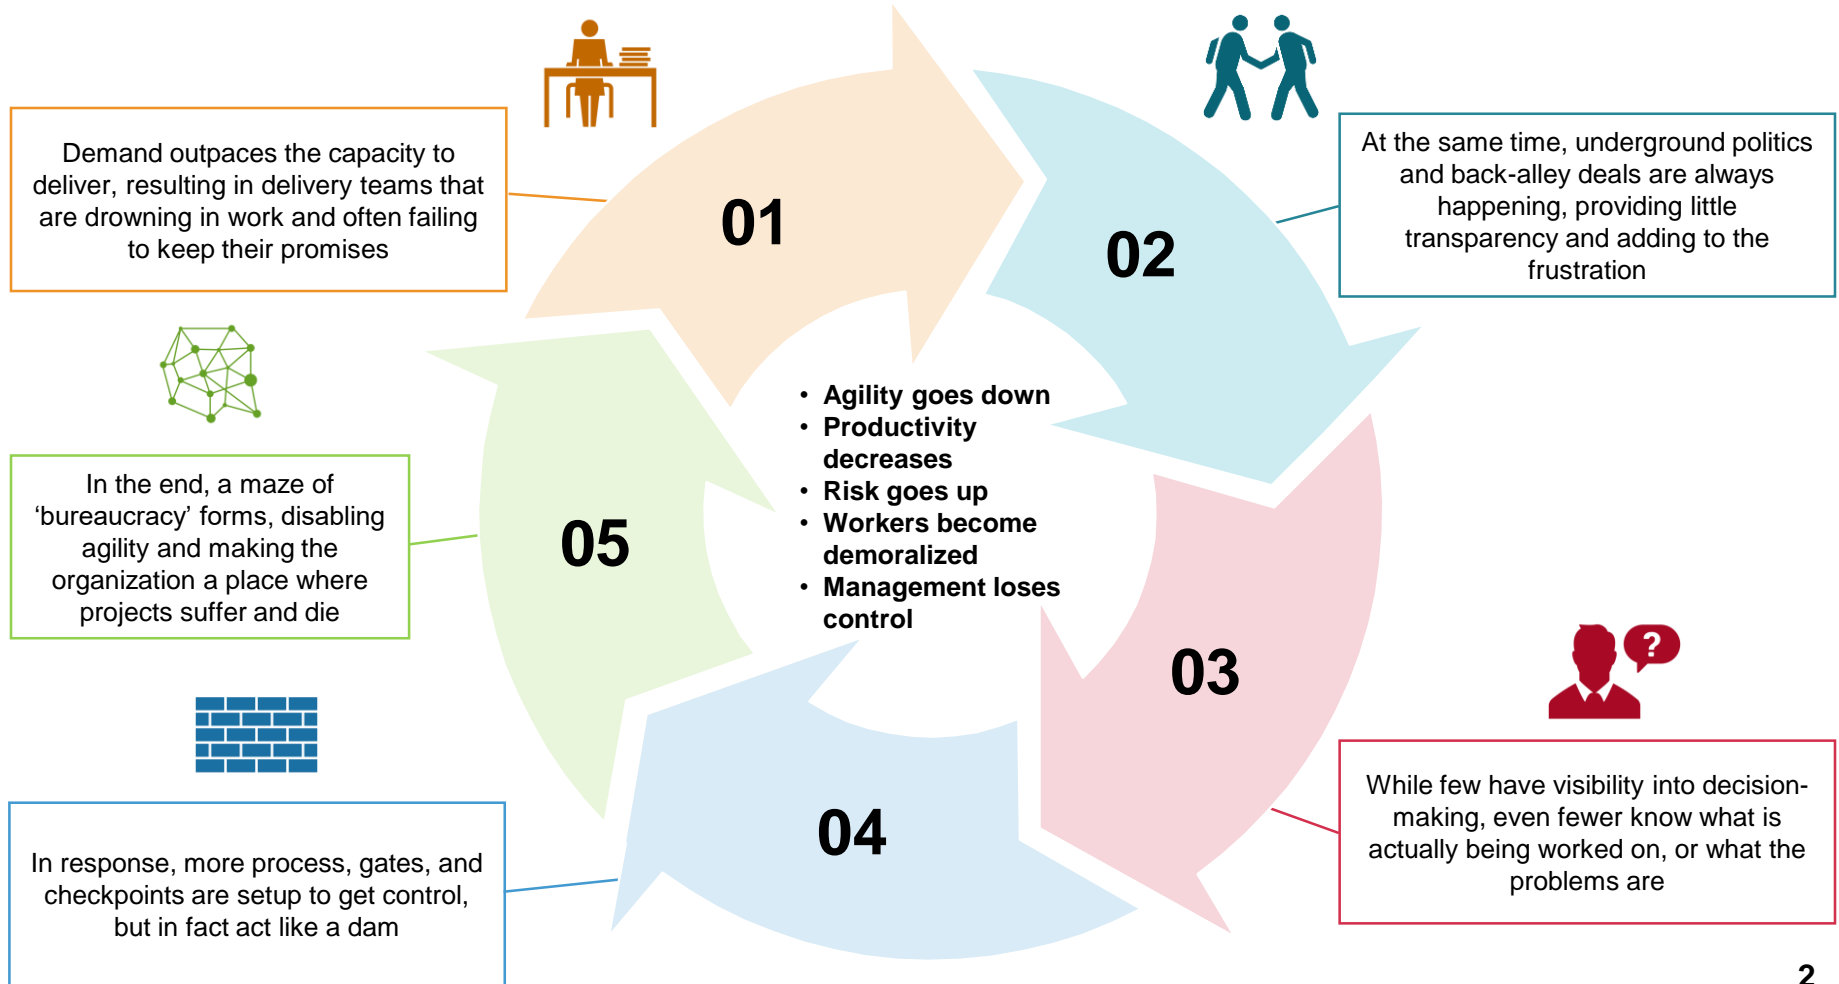 01
Demand outpaces the capacity to
deliver, resulting in delivery teams that
are drowning in work and often failing
to keep their promises
02
At the same time, underground politics
and back-alley deals are always
happening, providing little
transparency and adding to the
frustration
03
While few have visibility into decision-
making, even fewer know what is
actually being worked on, or what the
problems are
?
04
In response, more process, gates, and
checkpoints are setup to get control,
but in fact act like a dam
05
In the end, a maze of
‘bureaucracy’ forms, disabling
agility and making the
organization a place where
projects suffer and die
• Agility goes down
• Productivity
decreases
• Risk goes up
• Workers become
demoralized
• Management loses
control
2